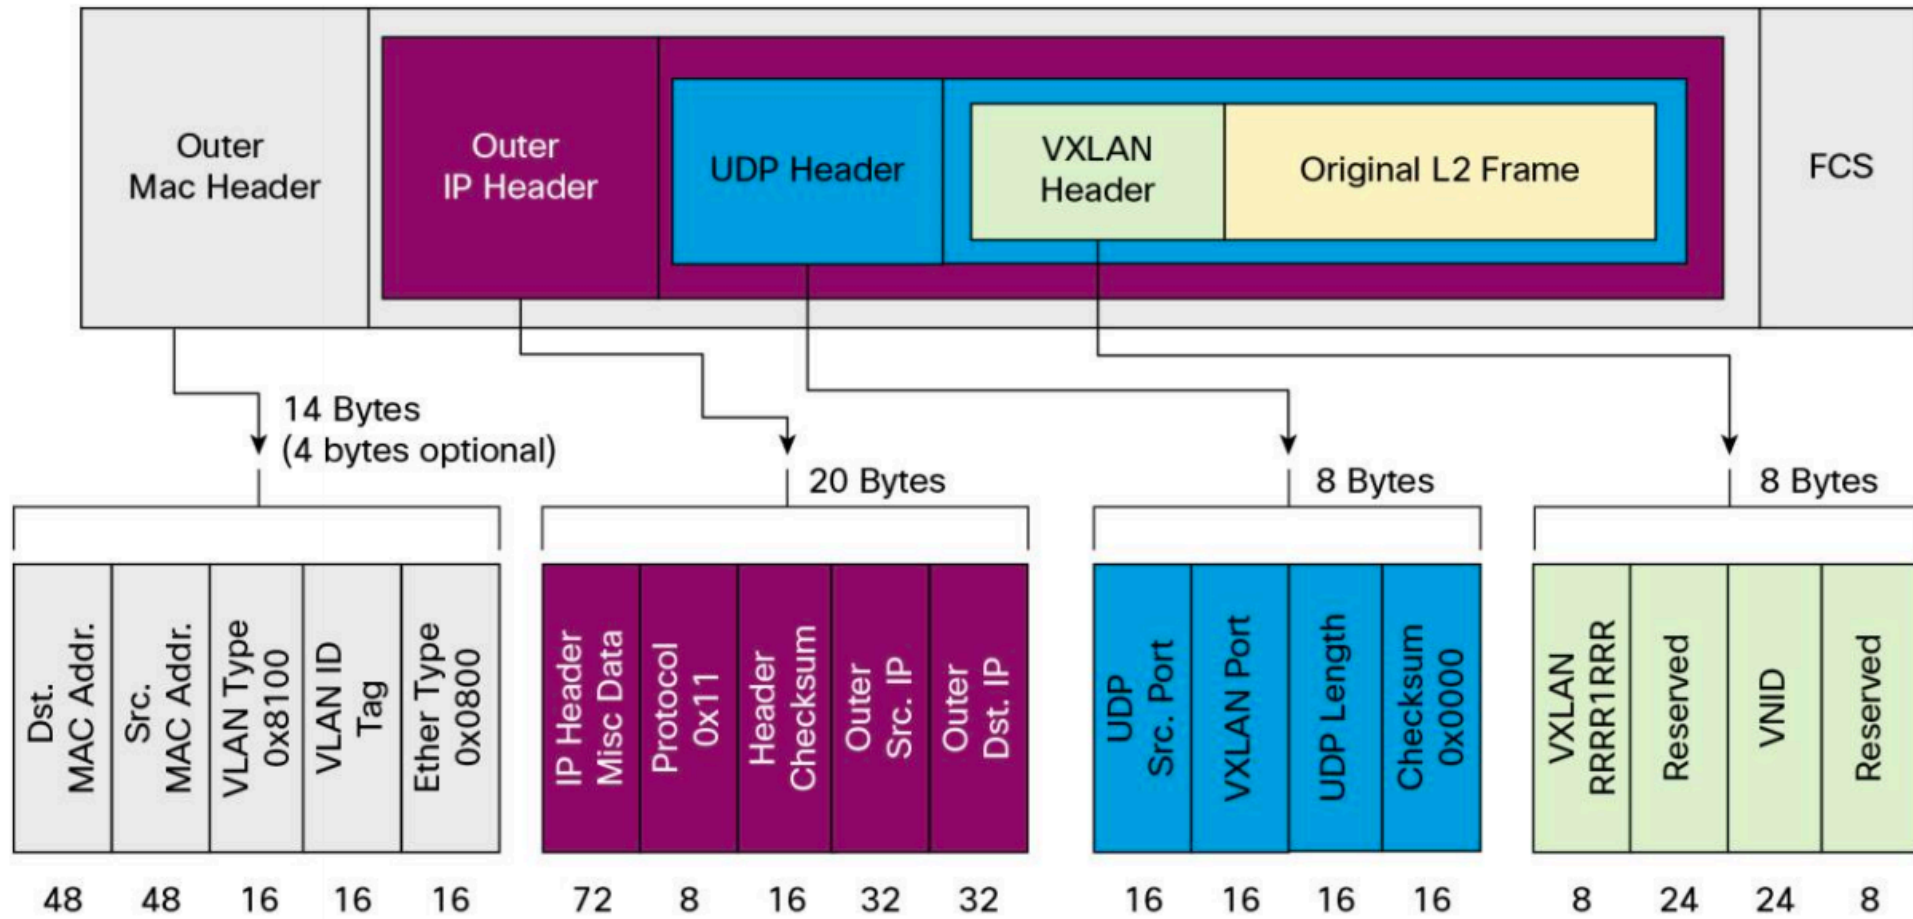 Outer
Mac Header
Outer
IP Header
UDP Header
VXLAN
Header
Original L2 Frame
FCS
14 Bytes
(4 bytes optional)
20 Bytes
8 Bytes
8 Bytes
Dst.
MAC Addr.
Src.
MAC Addr.
VLAN Type
0x8100
VLAN ID
Tag
Ether Type
0x0800
IP Header
Misc Data
Protocol
0x11
Header
Checksum
Outer
Src. IP
Outer
Dst. IP
UDP
Src. Port
VXLAN Port
UDP Length
Checksum
0x0000
VXLAN
RRRR1RRR
Reserved
VNID
Reserved
48 48 16 16 16 72 8 16 32 32 16 16 16 16 8 24 24 8